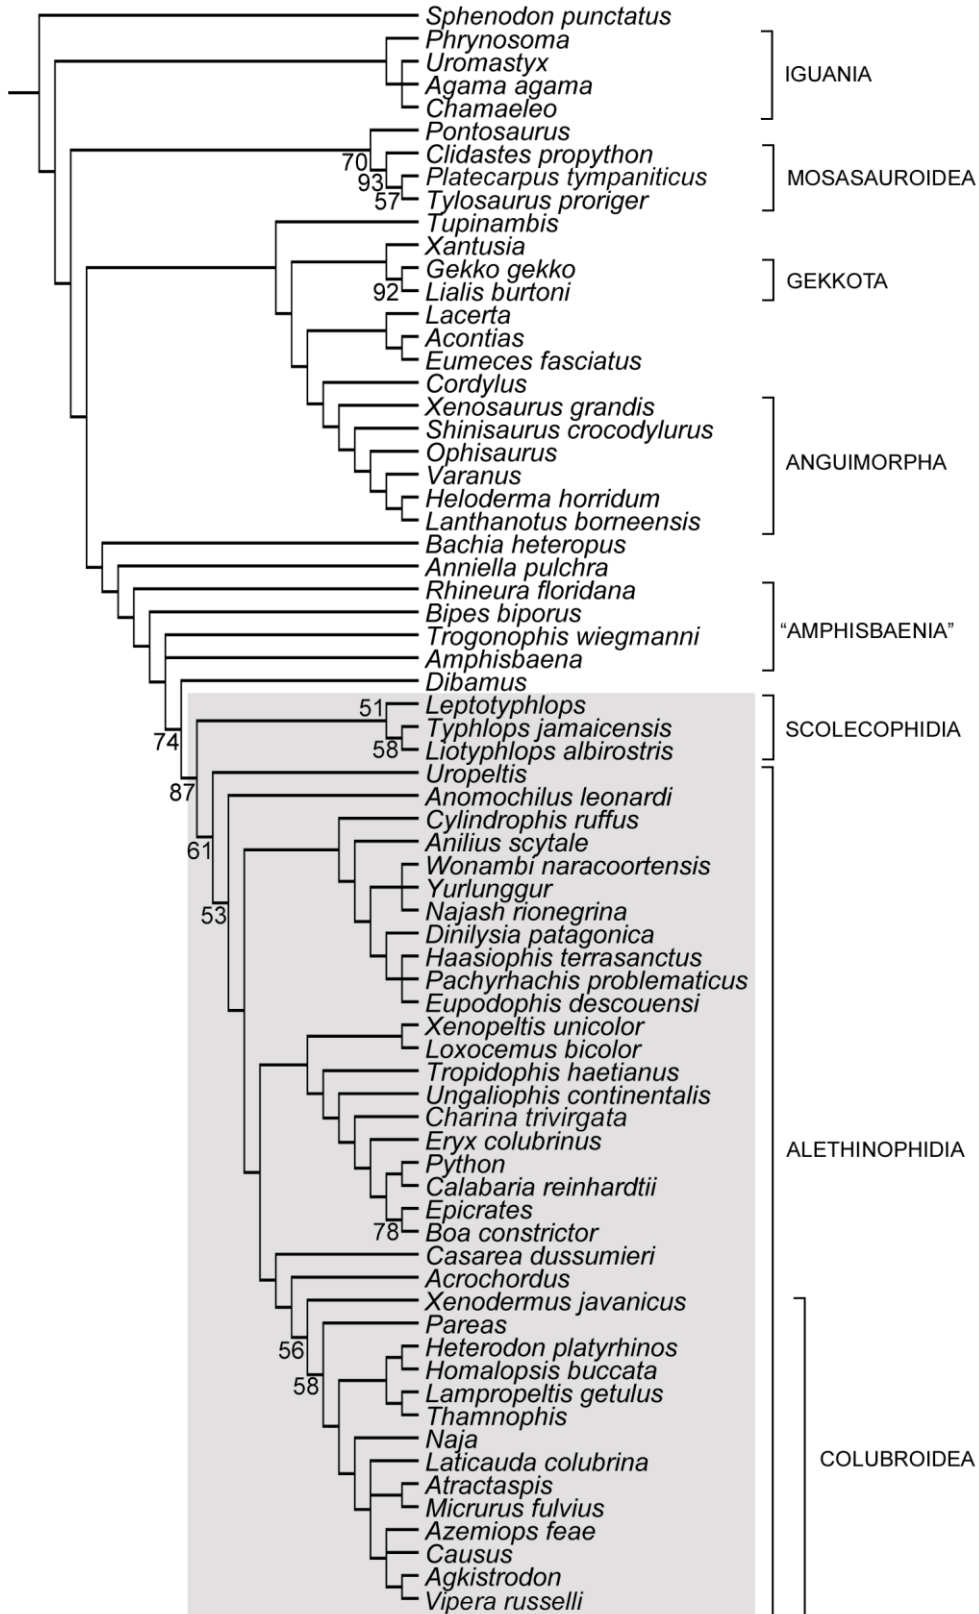 Sphenodon punctatus
Phrynosoma
Uromastyx
IGUANIA
Agama agama
Chamaeleo
Pontosaurus
70
Clidastes propython
93
Platecarpus tympaniticus
MOSASAUROIDEA
57
Tylosaurus proriger
Tupinambis
Xantusia
Gekko gekko
GEKKOTA
92
Lialis burtoni
Lacerta
Acontias
Eumeces fasciatus
Cordylus
Xenosaurus grandis
Shinisaurus crocodylurus
Ophisaurus
ANGUIMORPHA
Varanus
Heloderma horridum
Lanthanotus borneensis
Bachia heteropus
Anniella pulchra
Rhineura floridana
Bipes biporus
"AMPHISBAENIA"
Trogonophis wiegmanni
Amphisbaena
Dibamus
74
51
Leptotyphlops
Typhlops jamaicensis
SCOLECOPHIDIA
58
Liotyphlops albirostris
87
Uropeltis
Anomochilus leonardi
Cylindrophis ruffus
61
Anilius scytale
Wonambi naracoortensis
Yurlunggur
53
Najash rionegrina
Dinilysia patagonica
Haasiophis terrasanctus
Pachyrhachis problematicus
Eupodophis descouensi
Xenopeltis unicolor
Loxocemus bicolor
Tropidophis haetianus
Ungaliophis continentalis
Charina trivirgata
Eryx colubrinus
ALETHINOPHIDIA
Python
Calabaria reinhardtii
Epicrates
78
Boa constrictor
Casarea dussumieri
Acrochordus
Xenodermus javanicus
Pareas
56
Heterodon platyrhinos
Homalopsis buccata
58
Lampropeltis getulus
Thamnophis
Naja
Laticauda colubrina
COLUBROIDEA
Atractaspis
Micrurus fulvius
Azemiops feae
Causus
Agkistrodon
Vipera russelli